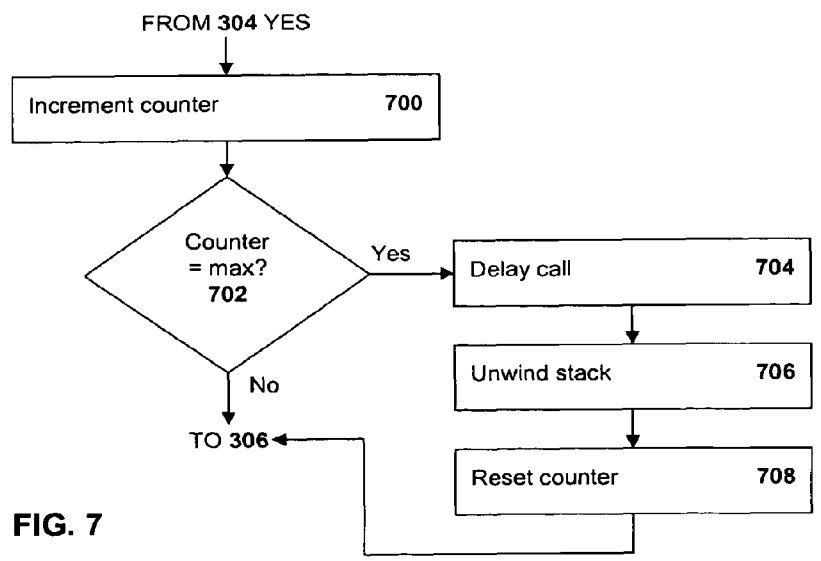 FROM 304 YES
Increment counter 700
Counter
= max?
702
Yes
Delay call 704
Unwind stack 706
No
TO 306
Reset counter 708
FIG. 7